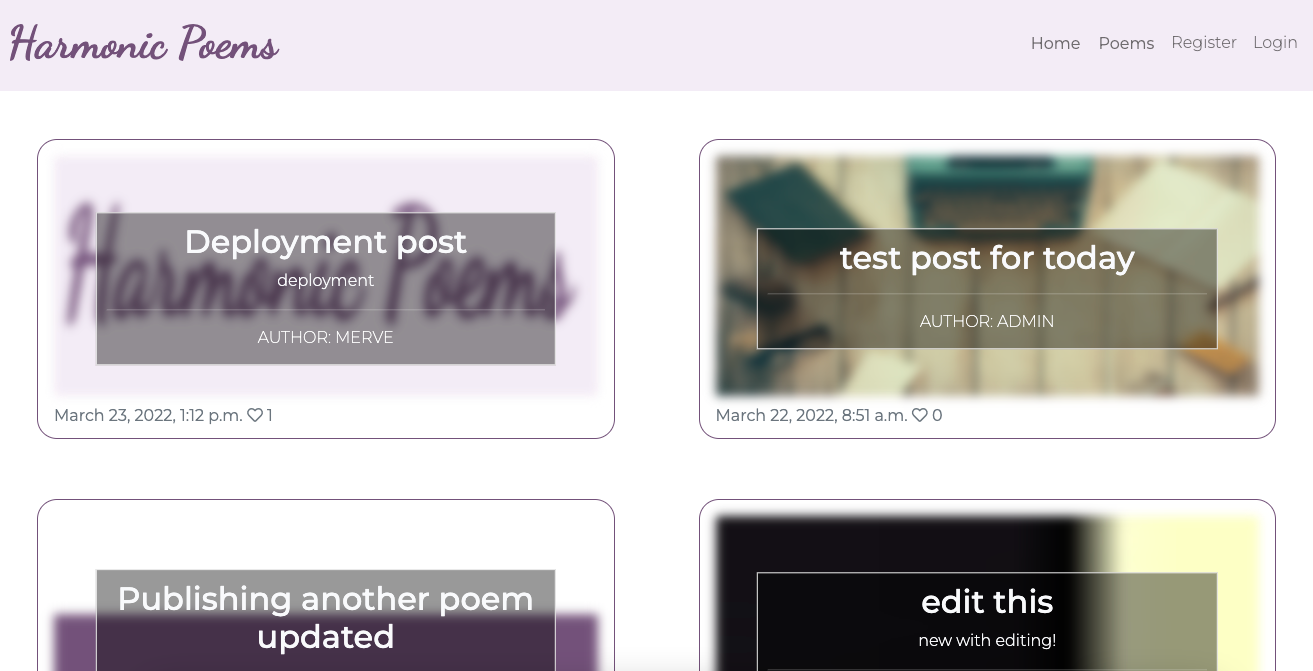 Harmonic Poems
Home Poems Register Login
Harmonic Poems
Deployment post
deployment
AUTHOR: MERVE
March 23, 2022, 1:12 p.m. 1
test post for today
AUTHOR: ADMIN
March 22, 2022, 8:51 a.m. 0
Publishing another poem
updated
edit this
new with editing!